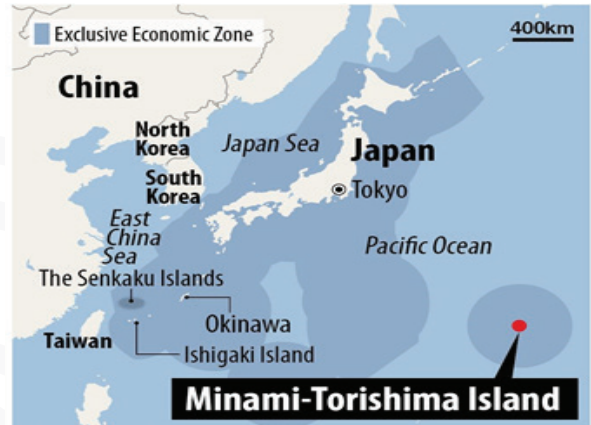 Exclusive Economic Zone
400km
China
North
Korea
Japan Sea
Japan
South
Korea
Tokyo
East
China
Sea
Pacific Ocean
The Senkaku Islands
Okinawa
Taiwan
Ishigaki Island
Minami-Torishima Island